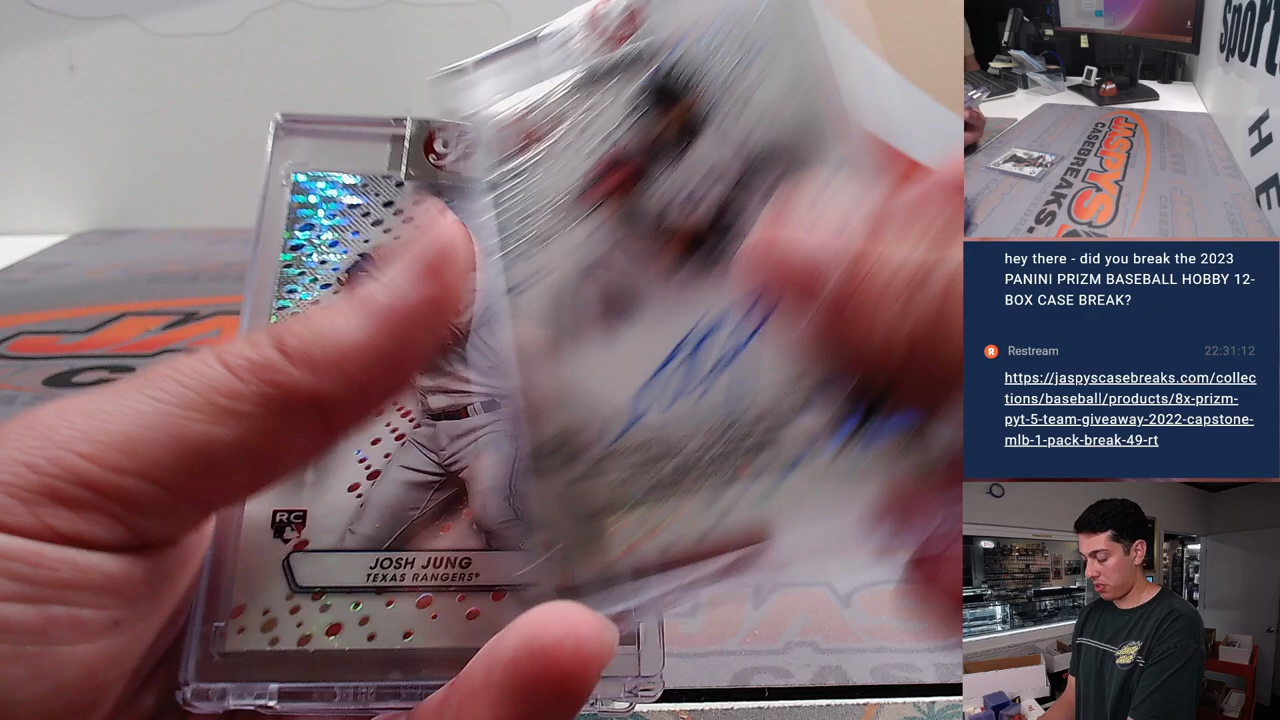 RC
JOSH JUNG
TEXAS RANGERS®
Sport
H
E
JASPYS
CASEBREAKS.
hey there - did you break the 2023
PANINI PRIZM BASEBALL HOBBY 12-
BOX CASE BREAK?
R Restream 22:31:12
https://jaspyscasebreaks.com/collec
tions/baseball/products/8x-prizm-
pyt-5-team-giveaway-2022-capstone-
mlb-1-pack-break-49-rt